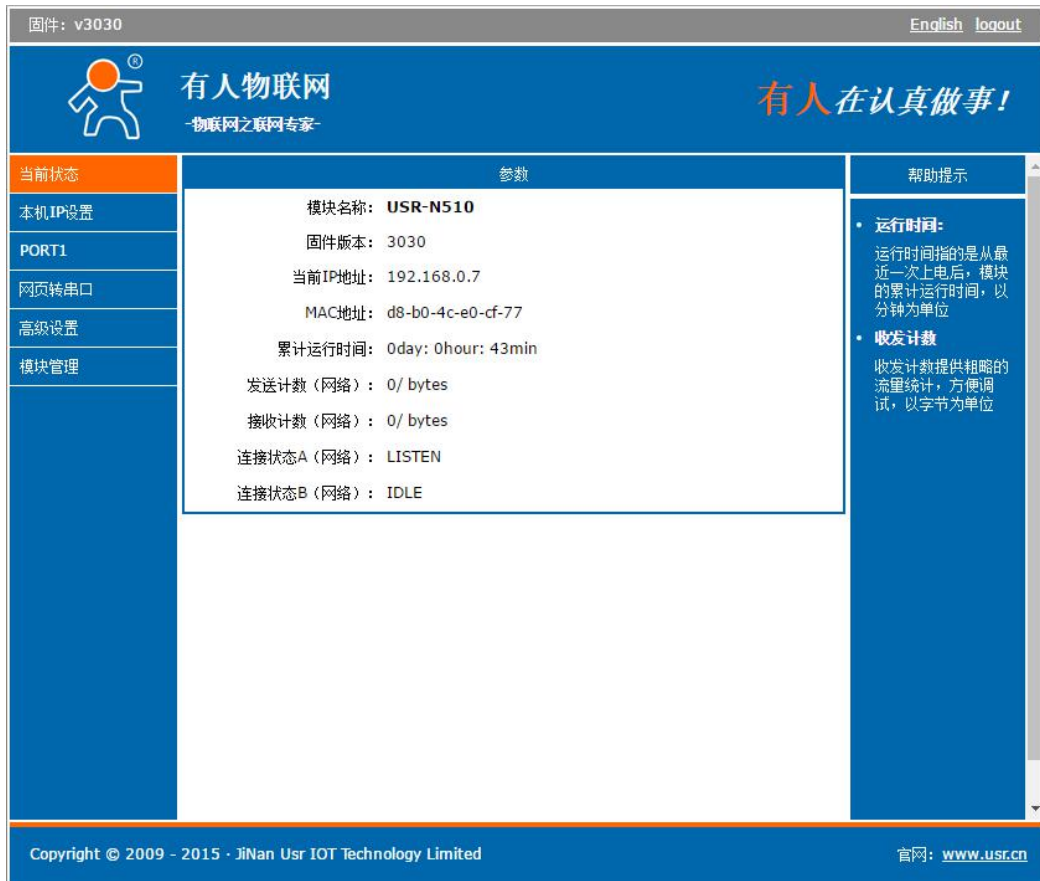 固件: v3030
English logout
®
有人物联网
-物联网之联网专家-
有人在认真做事!
当前状态
本机IP设置
PORT1
网页转串口
高级设置
模块管理
参数
模块名称: USR-N510
固件版本: 3030
当前IP地址: 192.168.0.7
MAC地址: d8-b0-4c-e0-cf-77
累计运行时间: 0day: 0hour: 43min
发送计数（网络）: 0/ bytes
接收计数（网络）: 0/ bytes
连接状态A（网络）: LISTEN
连接状态B（网络）: IDLE
帮助提示
• 运行时间:
运行时间指的是从最
近一次上电后，模块
的累计运行时间，以
分钟为单位
• 收发计数
收发计数提供粗略的
流量统计，方便调
试，以字节为单位
Copyright © 2009 - 2015 · JiNan Usr IOT Technology Limited
官网: www.usr.cn